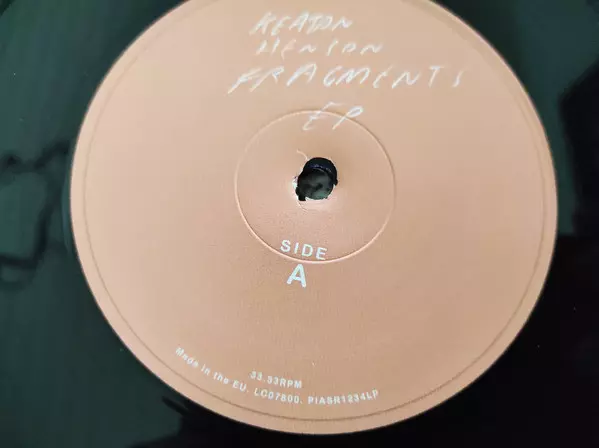 KEATON
HENSON
FRAGMENTS
EP
SIDE
A
33.33RPM
Made in the EU. LC07800. PIASR1234LP